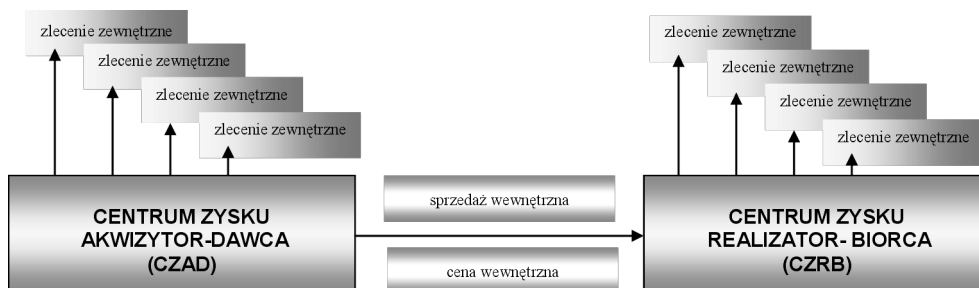 zlecenie zewnętrzne
zlecenie zewnętrzne
zlecenie zewnętrzne
zlecenie zewnętrzne
CENTRUM ZYSKU
AKWIZYTOR-DAWCA
(CZAD)
sprzedaż wewnętrzna
cena wewnętrzna
zlecenie zewnętrzne
zlecenie zewnętrzne
zlecenie zewnętrzne
zlecenie zewnętrzne
CENTRUM ZYSKU
REALIZATOR- BIORCA
(CZRB)